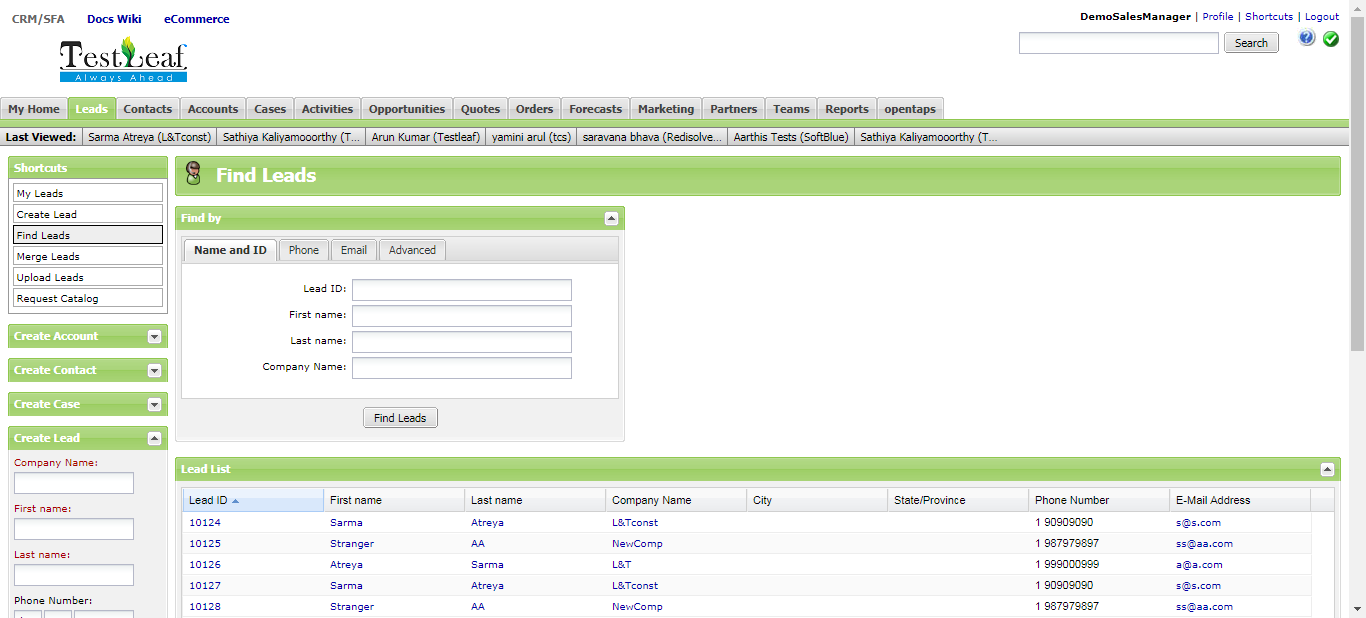 CRM/SFA Docs Wiki eCommerce
DemoSalesManager | Profile | Shortcuts | Logout
TestLeaf
Always Ahead
Search
My Home Leads Contacts Accounts Cases Activities Opportunities Quotes Orders Forecasts Marketing Partners Teams Reports opentaps
Last Viewed: Sarma Atreya (L&Tconst) Sathiya Kaliyamooorthy (T... Arun Kumar (Testleaf) yamini arul (tcs) saravana bhava (Redisolve... Aarthis Tests (SoftBlue) Sathiya Kaliyamooorthy (T...
Shortcuts
My Leads
Create Lead
Find Leads
Merge Leads
Upload Leads
Request Catalog
Create Account
Create Contact
Create Case
Create Lead
Company Name:
First name:
Last name:
Phone Number:
Find Leads
Find by
Name and ID Phone Email Advanced
Lead ID:
First name:
Last name:
Company Name:
Find Leads
Lead List
Lead ID First name Last name Company Name City State/Province Phone Number E-Mail Address
10124 Sarma Atreya L&Tconst 1 90909090 s@s.com
10125 Stranger AA NewComp 1 987979897 ss@aa.com
10126 Atreya Sarma L&T 1 999000999 a@a.com
10127 Sarma Atreya L&Tconst 1 90909090 s@s.com
10128 Stranger AA NewComp 1 987979897 ss@aa.com